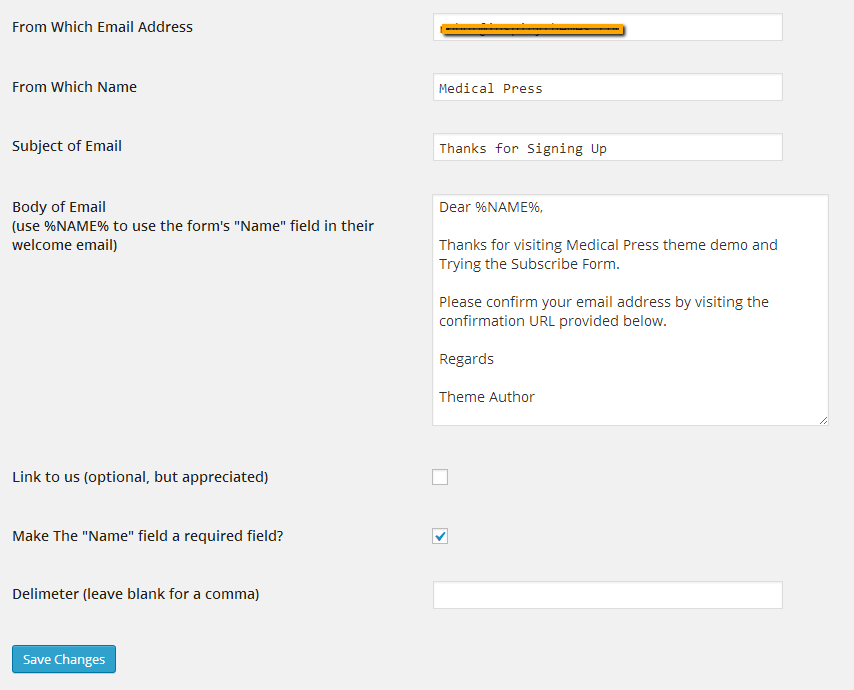 From Which Email Address
From Which Name
Medical Press
Subject of Email
Thanks for Signing Up
Body of Email
(use %NAME% to use the form's "Name" field in their
welcome email)
Dear %NAME%,
Thanks for visiting Medical Press theme demo and
Trying the Subscribe Form.
Please confirm your email address by visiting the
confirmation URL provided below.
Regards
Theme Author
Link to us (optional, but appreciated)
Make The "Name" field a required field?
Delimeter (leave blank for a comma)
Save Changes